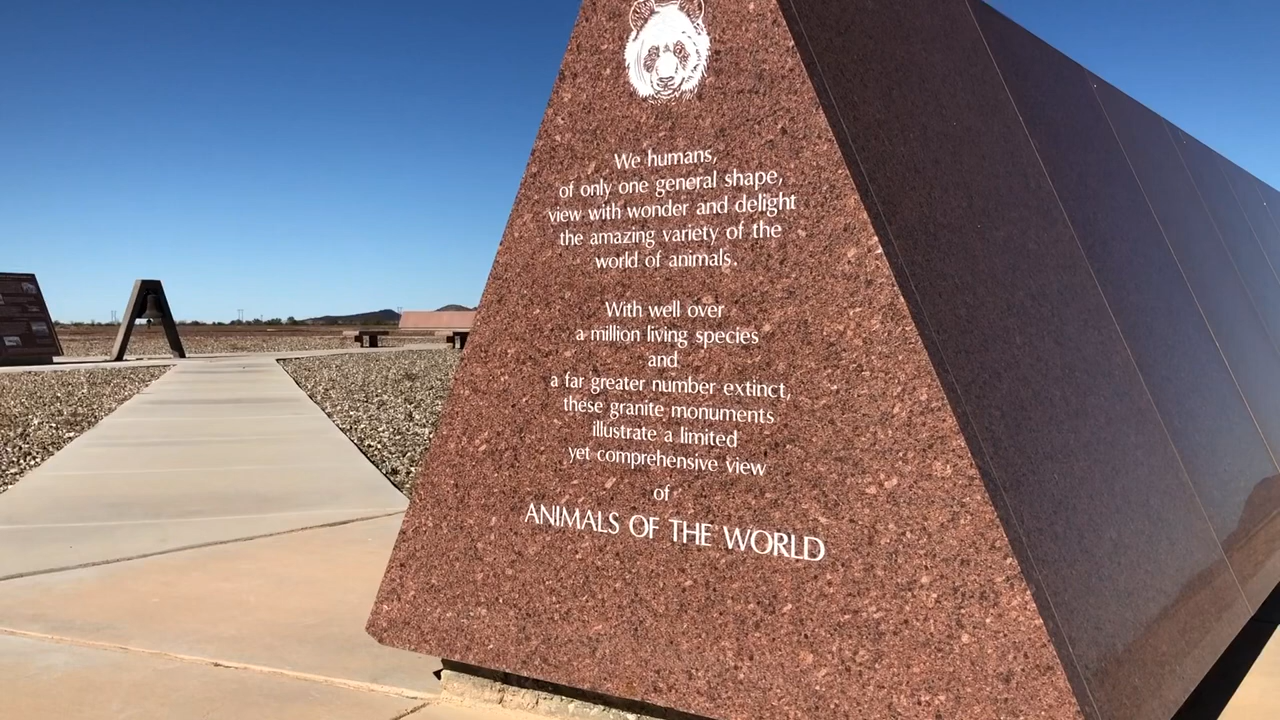 We humans,
of only one general shape,
view with wonder and delight
the amazing variety of the
world of animals.
With well over
a million living species
and
a far greater number extinct,
these granite monuments
illustrate a limited
yet comprehensive view
of
ANIMALS OF THE WORLD